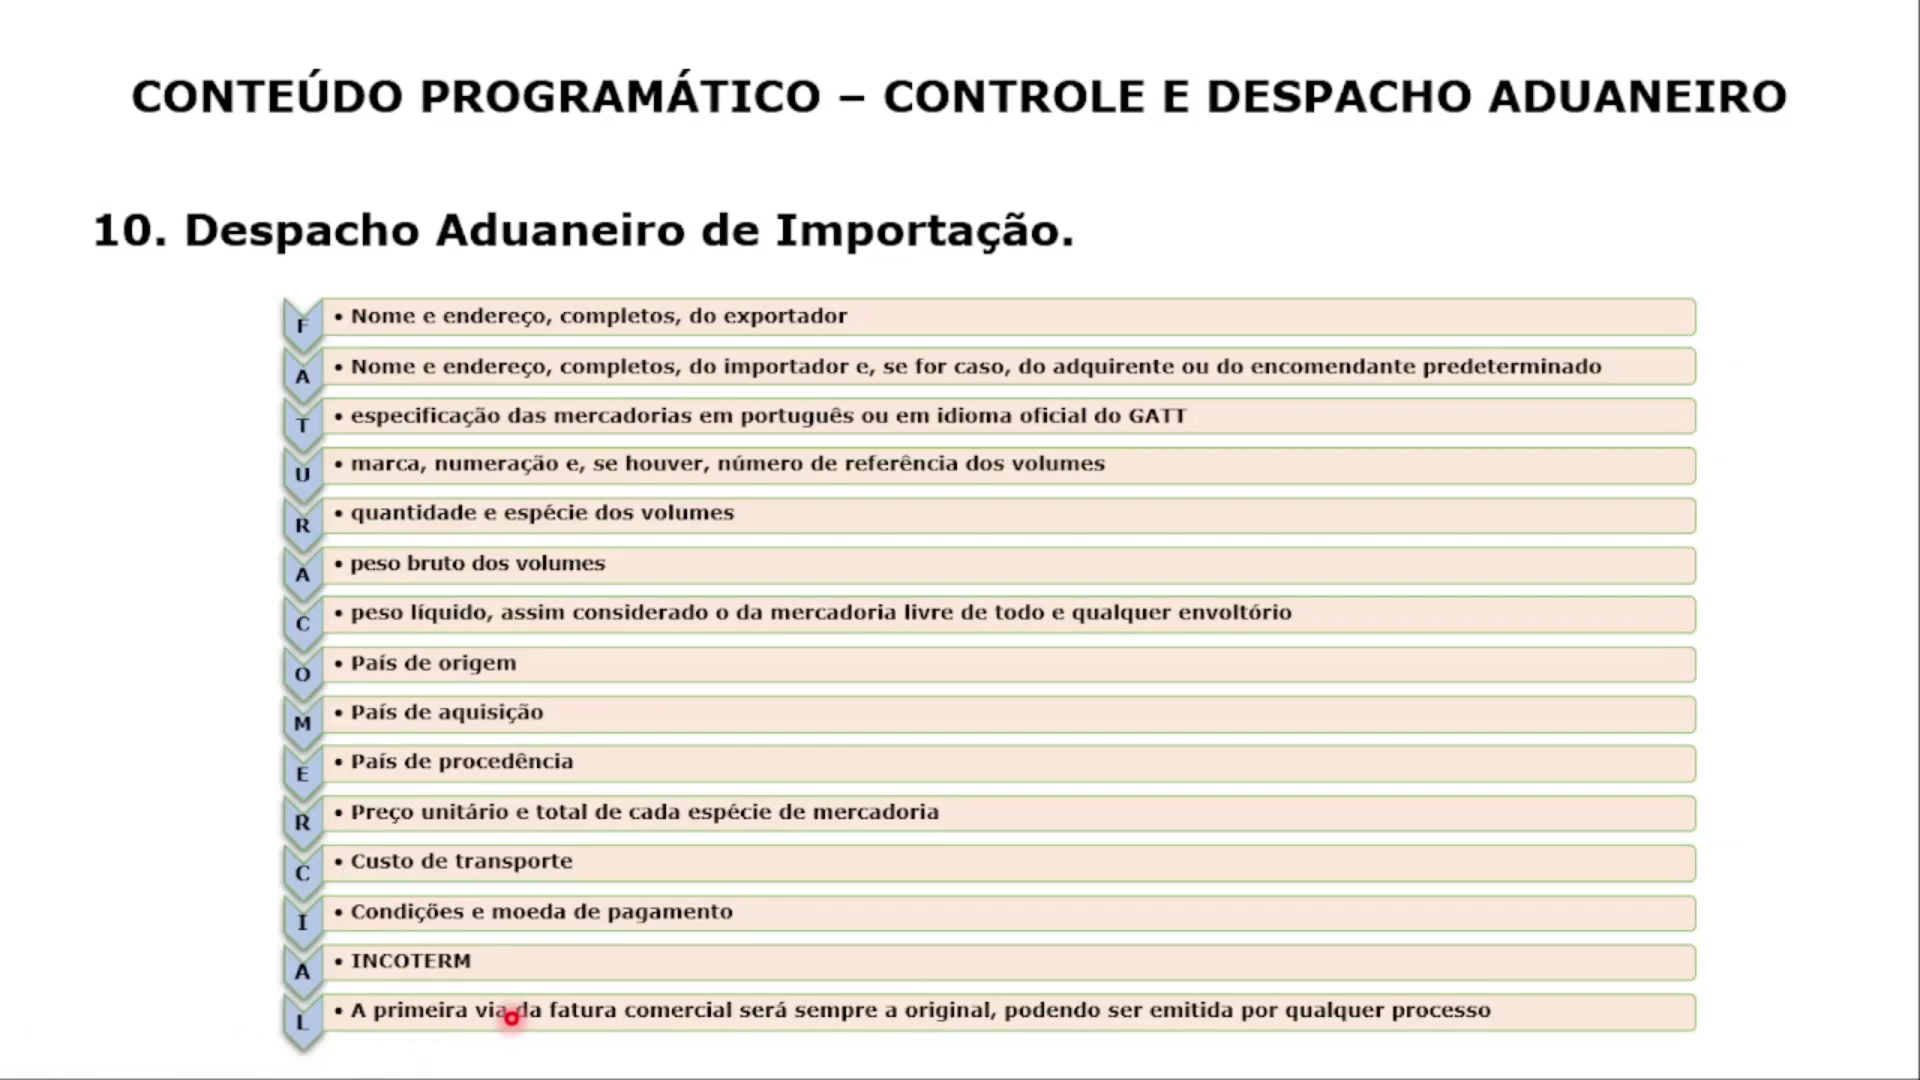 CONTEÚDO PROGRAMÁTICO – CONTROLE E DESPACHO ADUANEIRO
10. Despacho Aduaneiro de Importação.
F • Nome e endereço, completos, do exportador
A • Nome e endereço, completos, do importador e, se for caso, do adquirente ou do encomendante predeterminado
T • especificação das mercadorias em português ou em idioma oficial do GATT
U • marca, numeração e, se houver, número de referência dos volumes
R • quantidade e espécie dos volumes
A • peso bruto dos volumes
C • peso líquido, assim considerado o da mercadoria livre de todo e qualquer envoltório
O • País de origem
M • País de aquisição
E • País de procedência
R • Preço unitário e total de cada espécie de mercadoria
C • Custo de transporte
I • Condições e moeda de pagamento
A • INCOTERM
L • A primeira via da fatura comercial será sempre a original, podendo ser emitida por qualquer processo